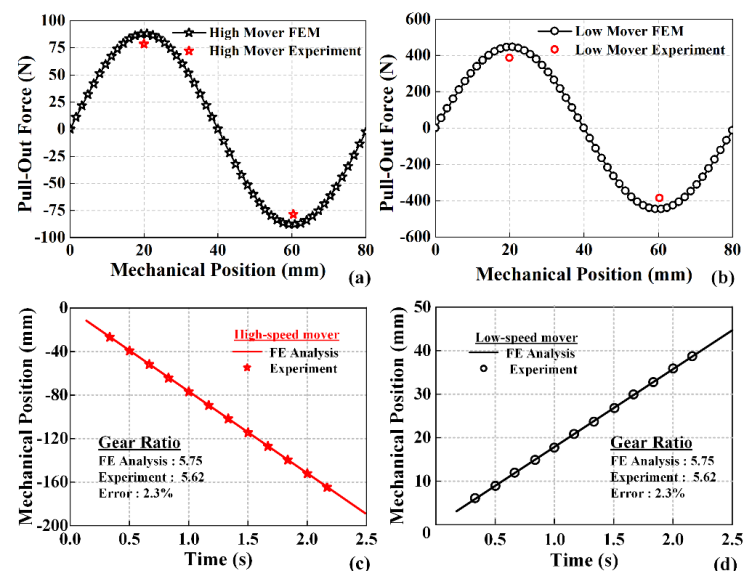 100
75
50
25
0
-25
-50
-75
-100
Pull-Out Force (N)
High Mover FEM
High Mover Experiment
0 20 40 60 80
Mechanical Position (mm)
(a)
600
400
200
0
-200
-400
-600
Pull-Out Force (N)
Low Mover FEM
Low Mover Experiment
0 20 40 60 80
Mechanical Position (mm)
(b)
0
-40
-80
-120
-160
-200
Mechanical Position (mm)
High-speed mover
FE Analysis
Experiment
Gear Ratio
FE Analysis : 5.75
Experiment : 5.62
Error : 2.3%
0.0 0.5 1.0 1.5 2.0 2.5
Time (s)
(c)
50
40
30
20
10
0
Mechanical Position (mm)
Low-speed mover
FE Analysis
Experiment
Gear Ratio
FE Analysis : 5.75
Experiment : 5.62
Error : 2.3%
0.5 1.0 1.5 2.0 2.5
Time (s)
(d)